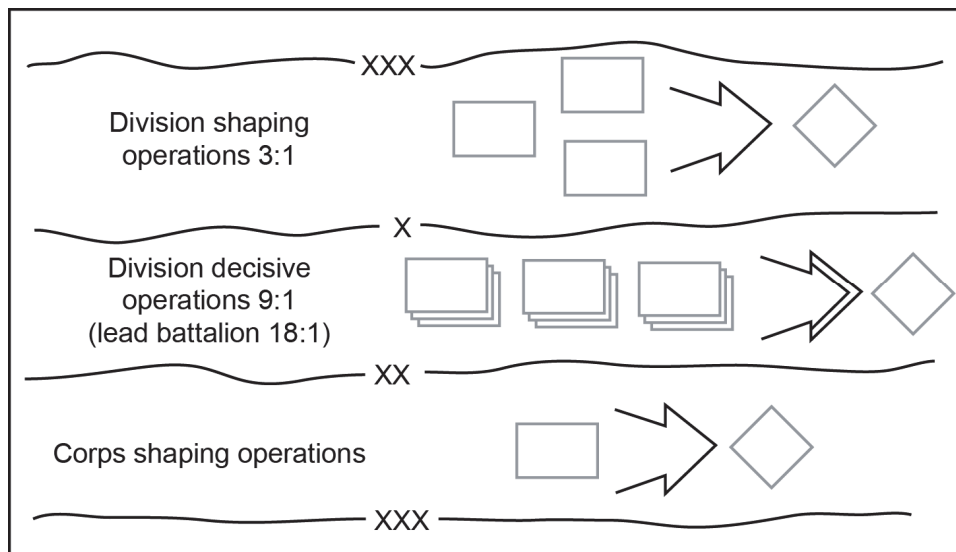 XXX
Division shaping
operations 3:1
X
Division decisive
operations 9:1
(lead battalion 18:1)
XX
Corps shaping operations
XXX